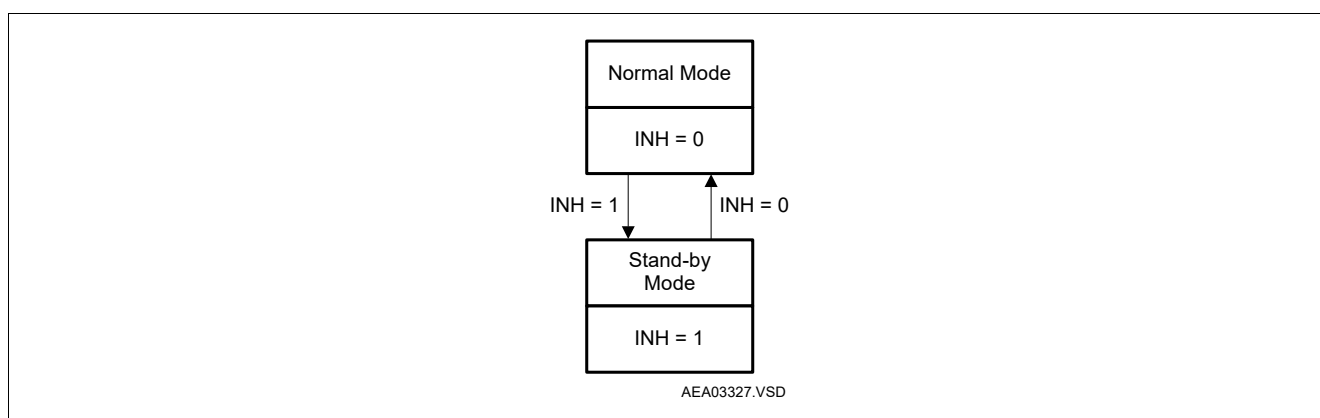 Normal Mode
INH = 0
INH = 1
INH = 0
Stand-by
Mode
INH = 1
AEA03327.VSD